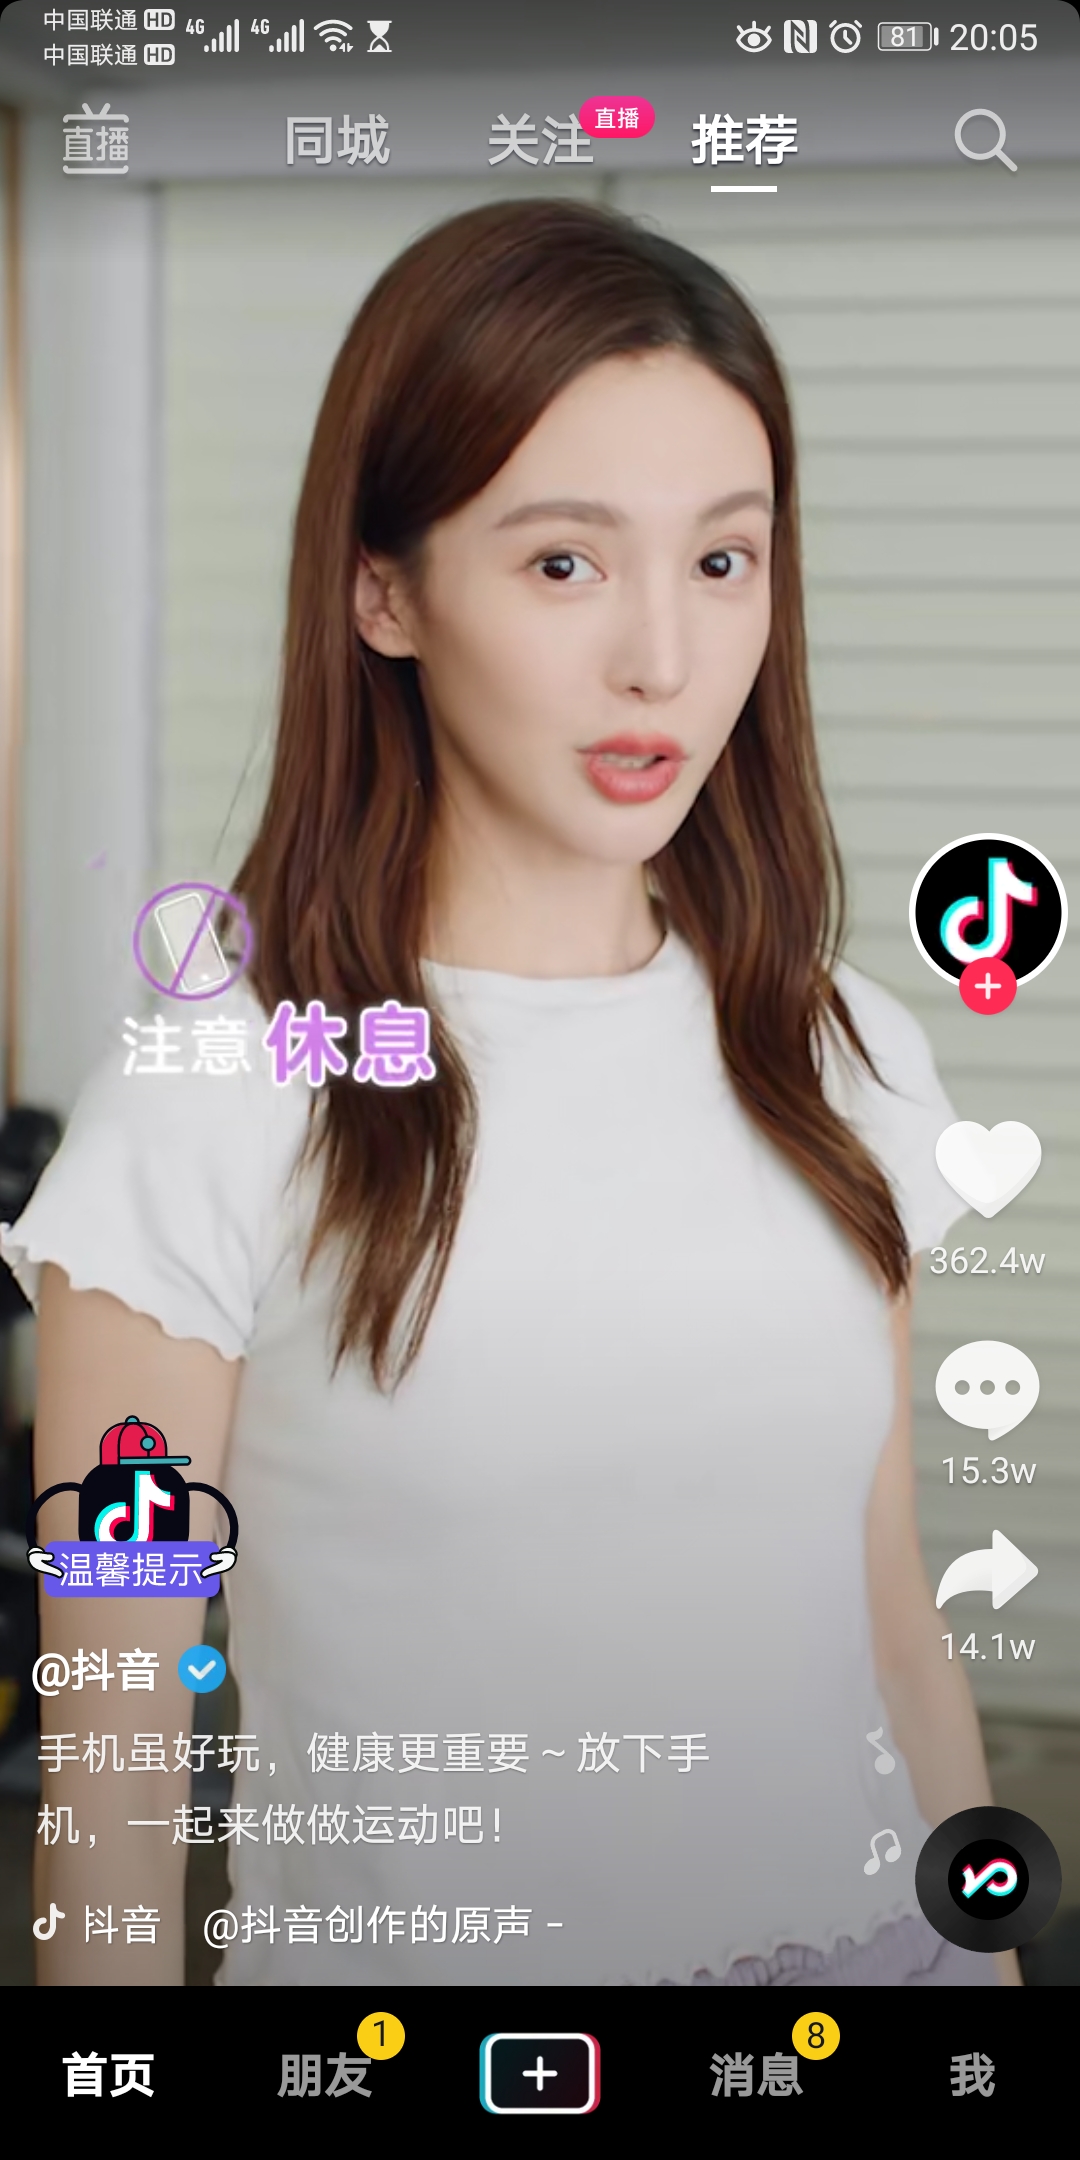 中国联通 HD
中国联通 HD
4G 4G
81 20:05
直播 同城 关注 直播 推荐
注意休息
362.4w
15.3w
14.1w
温馨提示
@抖音
手机虽好玩，健康更重要~放下手
机，一起来做做运动吧！
抖音 @抖音创作的原声 -
首页 朋友 1 消息 8 我